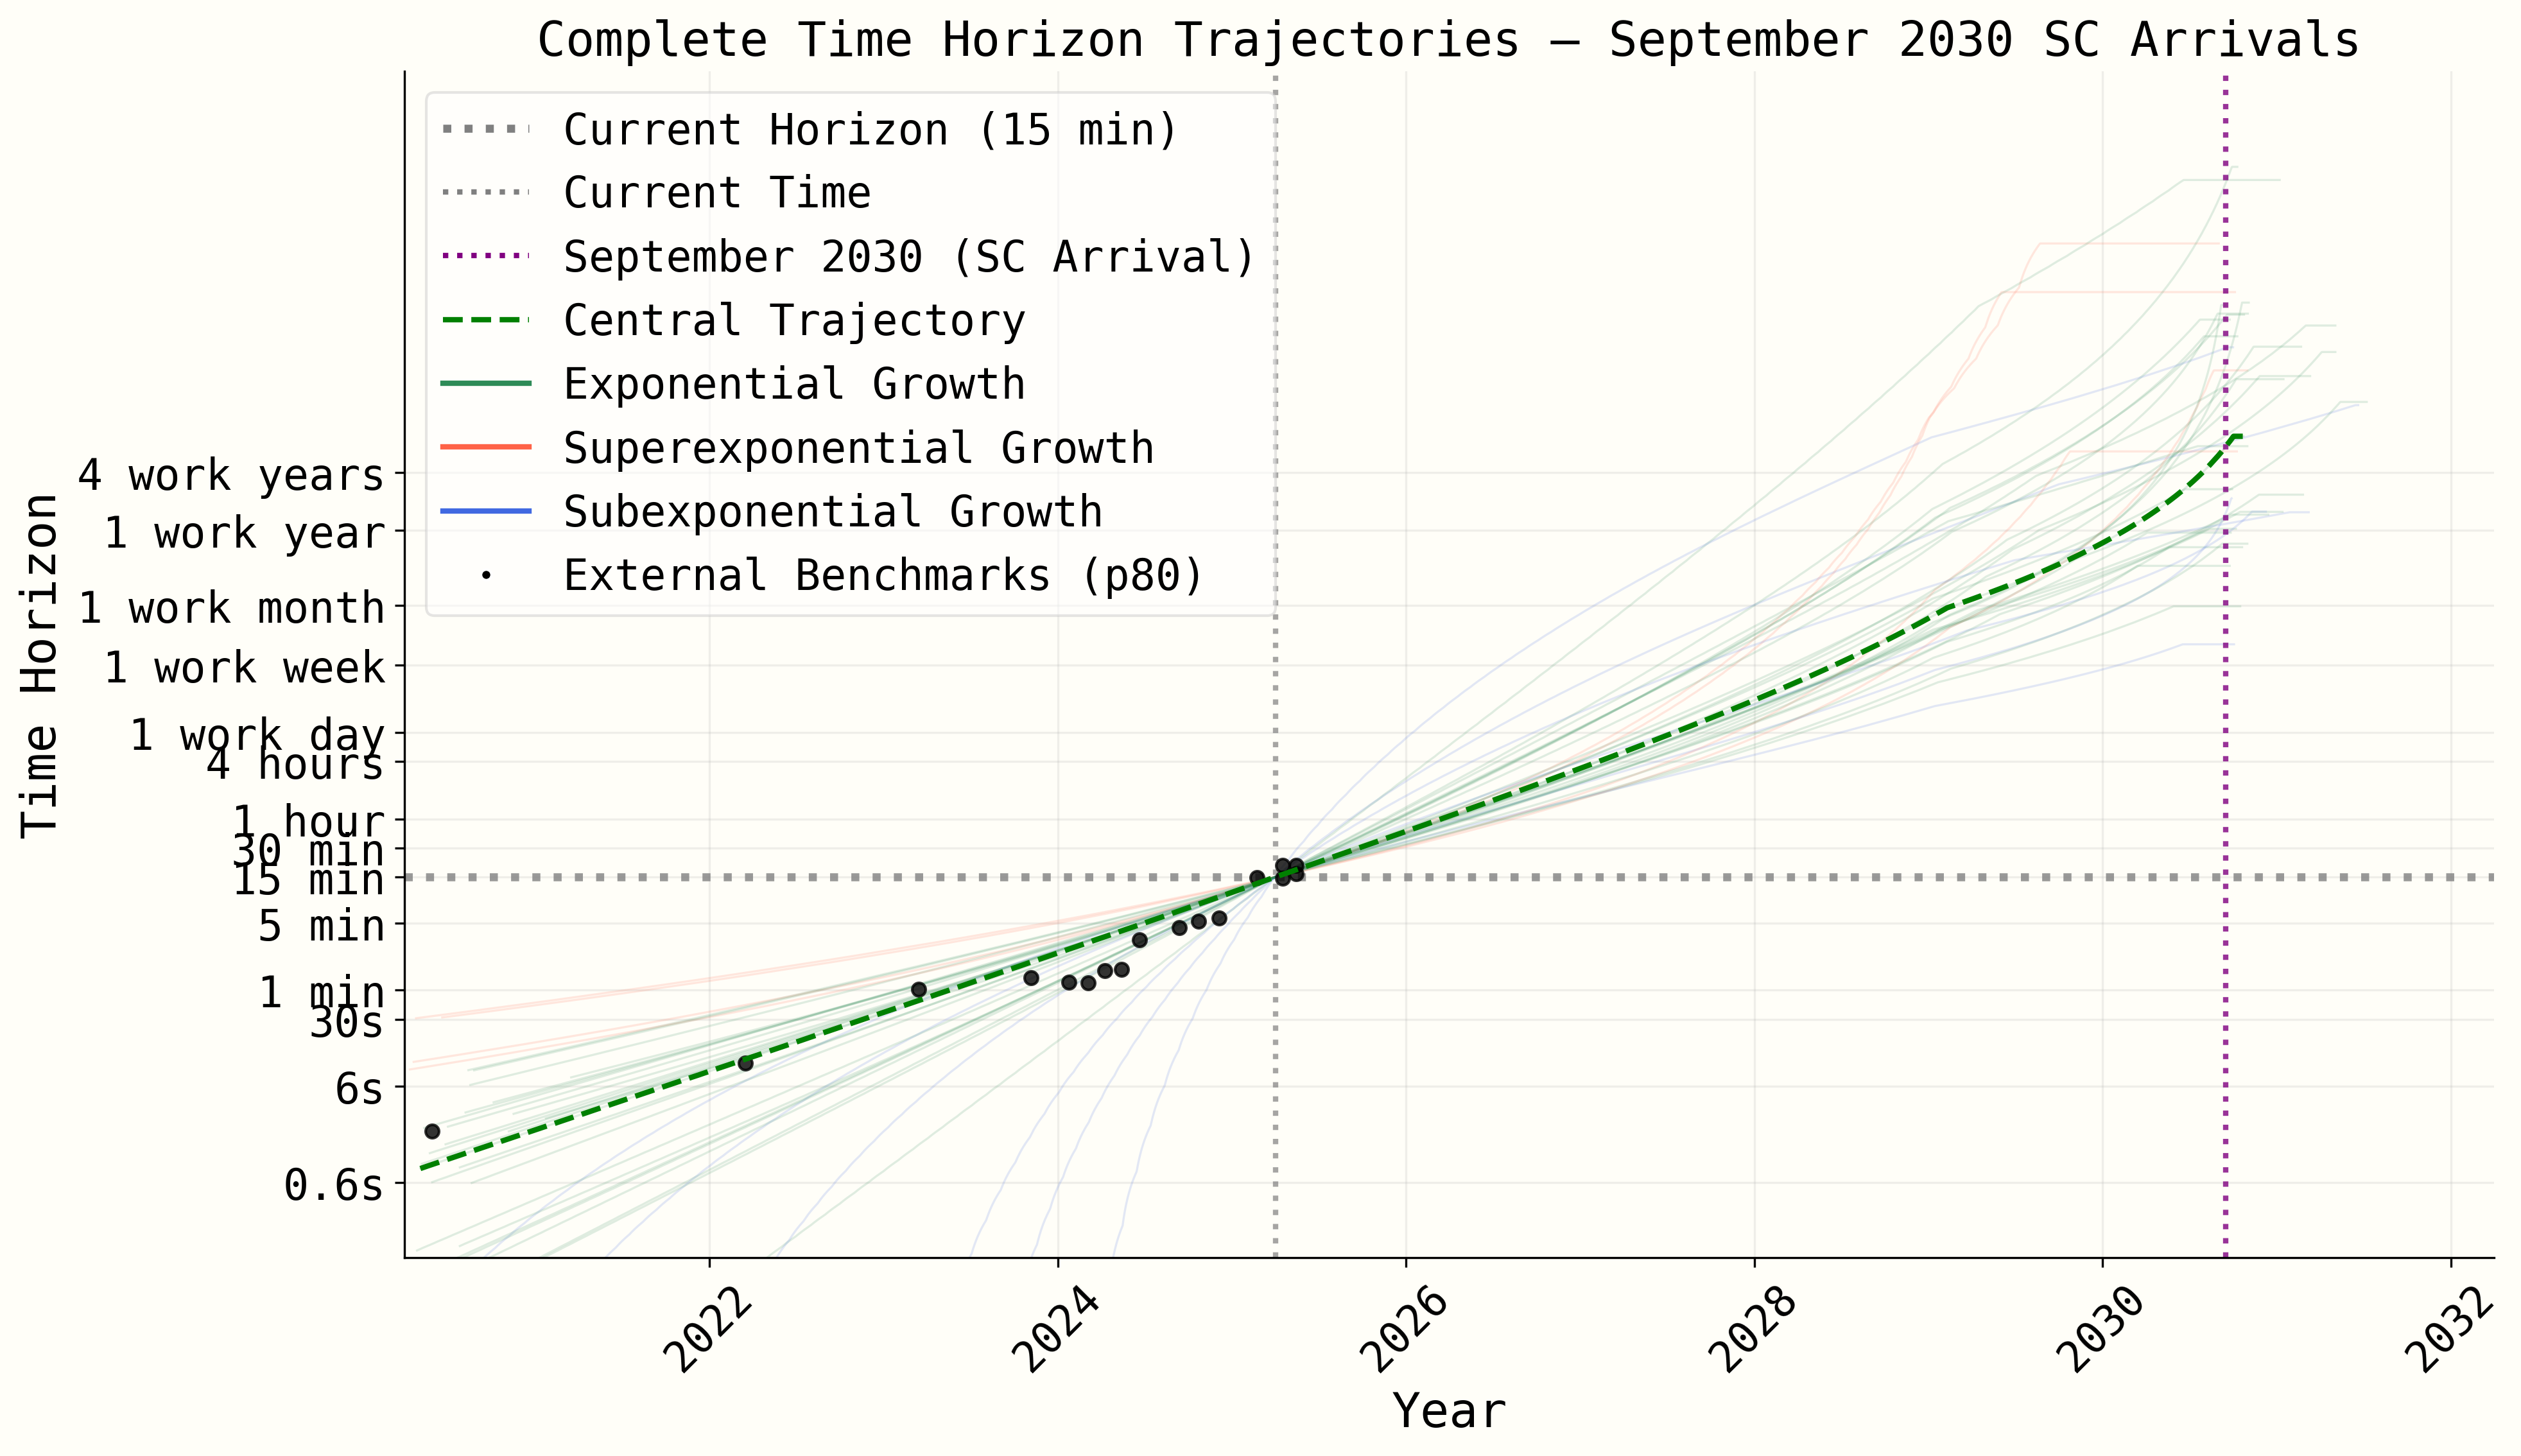 Complete Time Horizon Trajectories — September 2030 SC Arrivals
Current Horizon (15 min)
Current Time
September 2030 (SC Arrival)
Central Trajectory
Exponential Growth
Superexponential Growth
Subexponential Growth
External Benchmarks (p80)
Time Horizon
4 work years
1 work year
1 work month
1 work week
1 work day
4 hours
1 hour
30 min
15 min
5 min
1 min
30s
6s
0.6s
2022
2024
2026
2028
2030
2032
Year